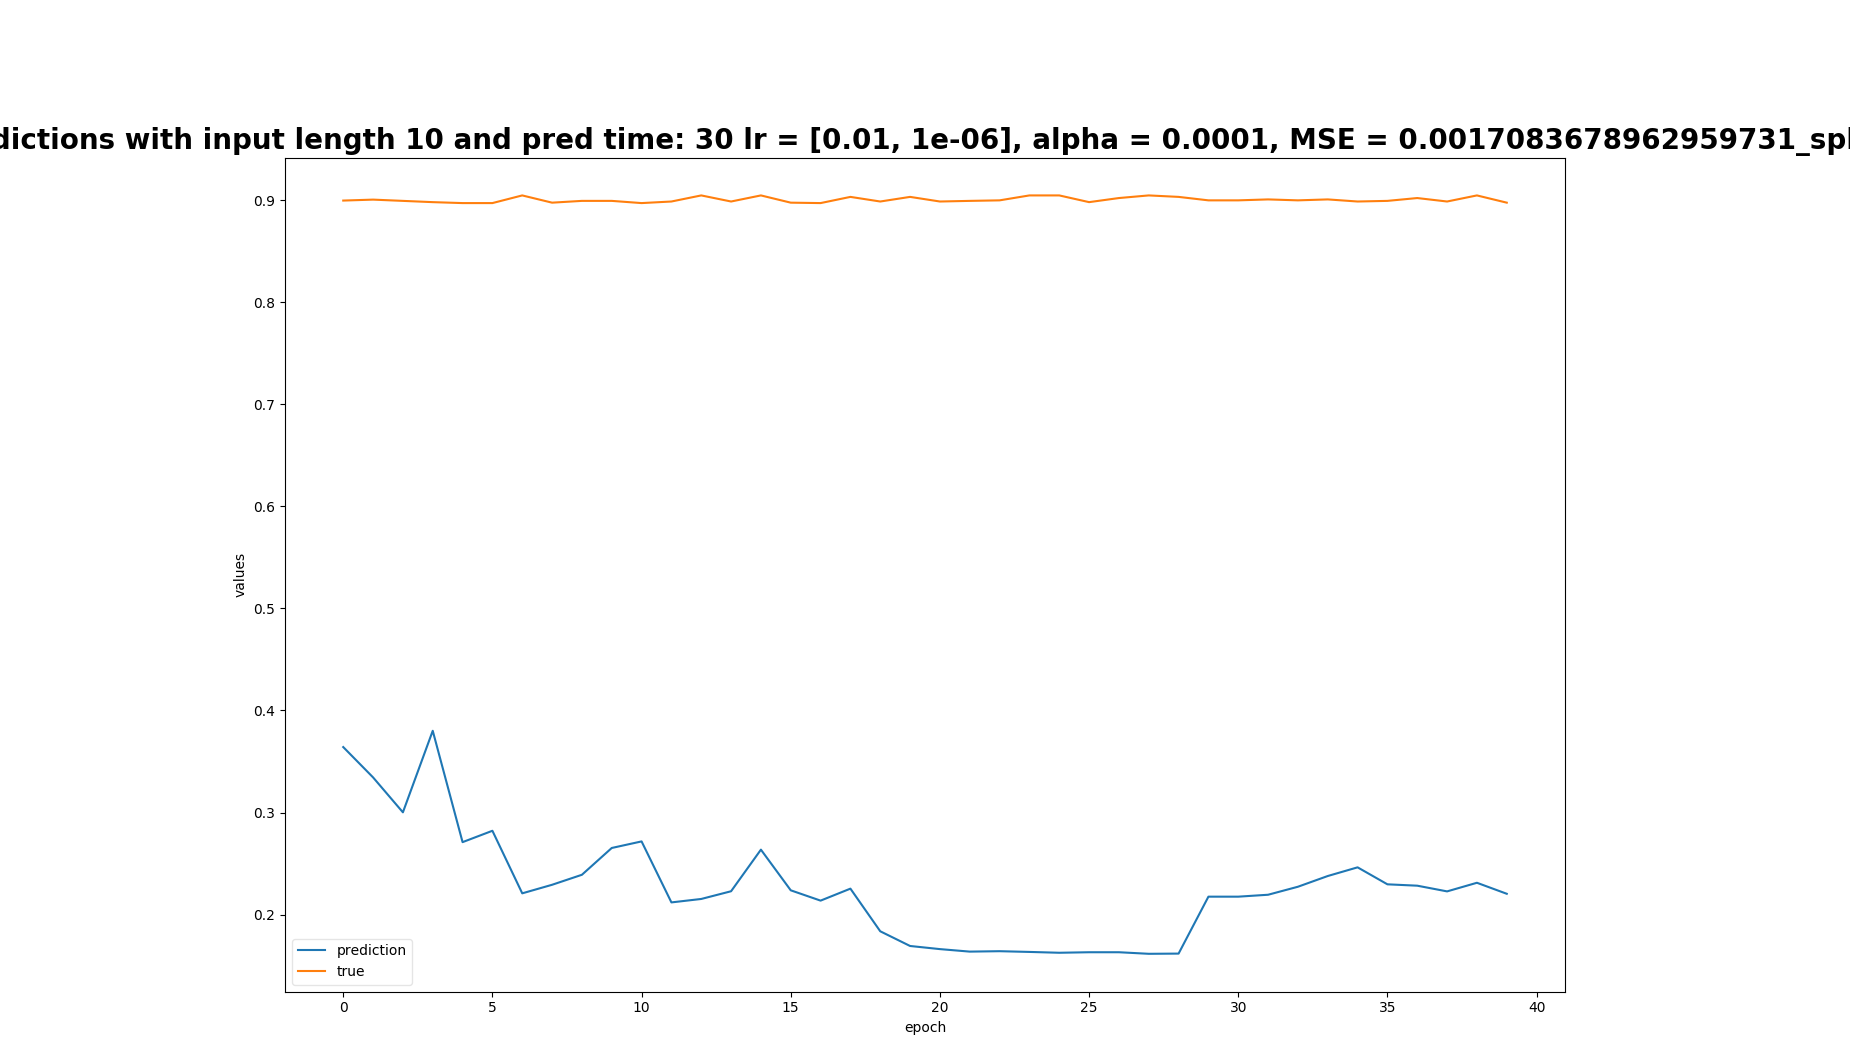 dictions with input length 10 and pred time: 30 lr = [0.01, 1e-06], alpha = 0.0001, MSE = 0.0017083678962959731_spl
0.9
0.8
0.7
0.6
0.5
0.4
0.3
0.2
values
prediction
true
0 5 10 15 20 25 30 35 40
epoch